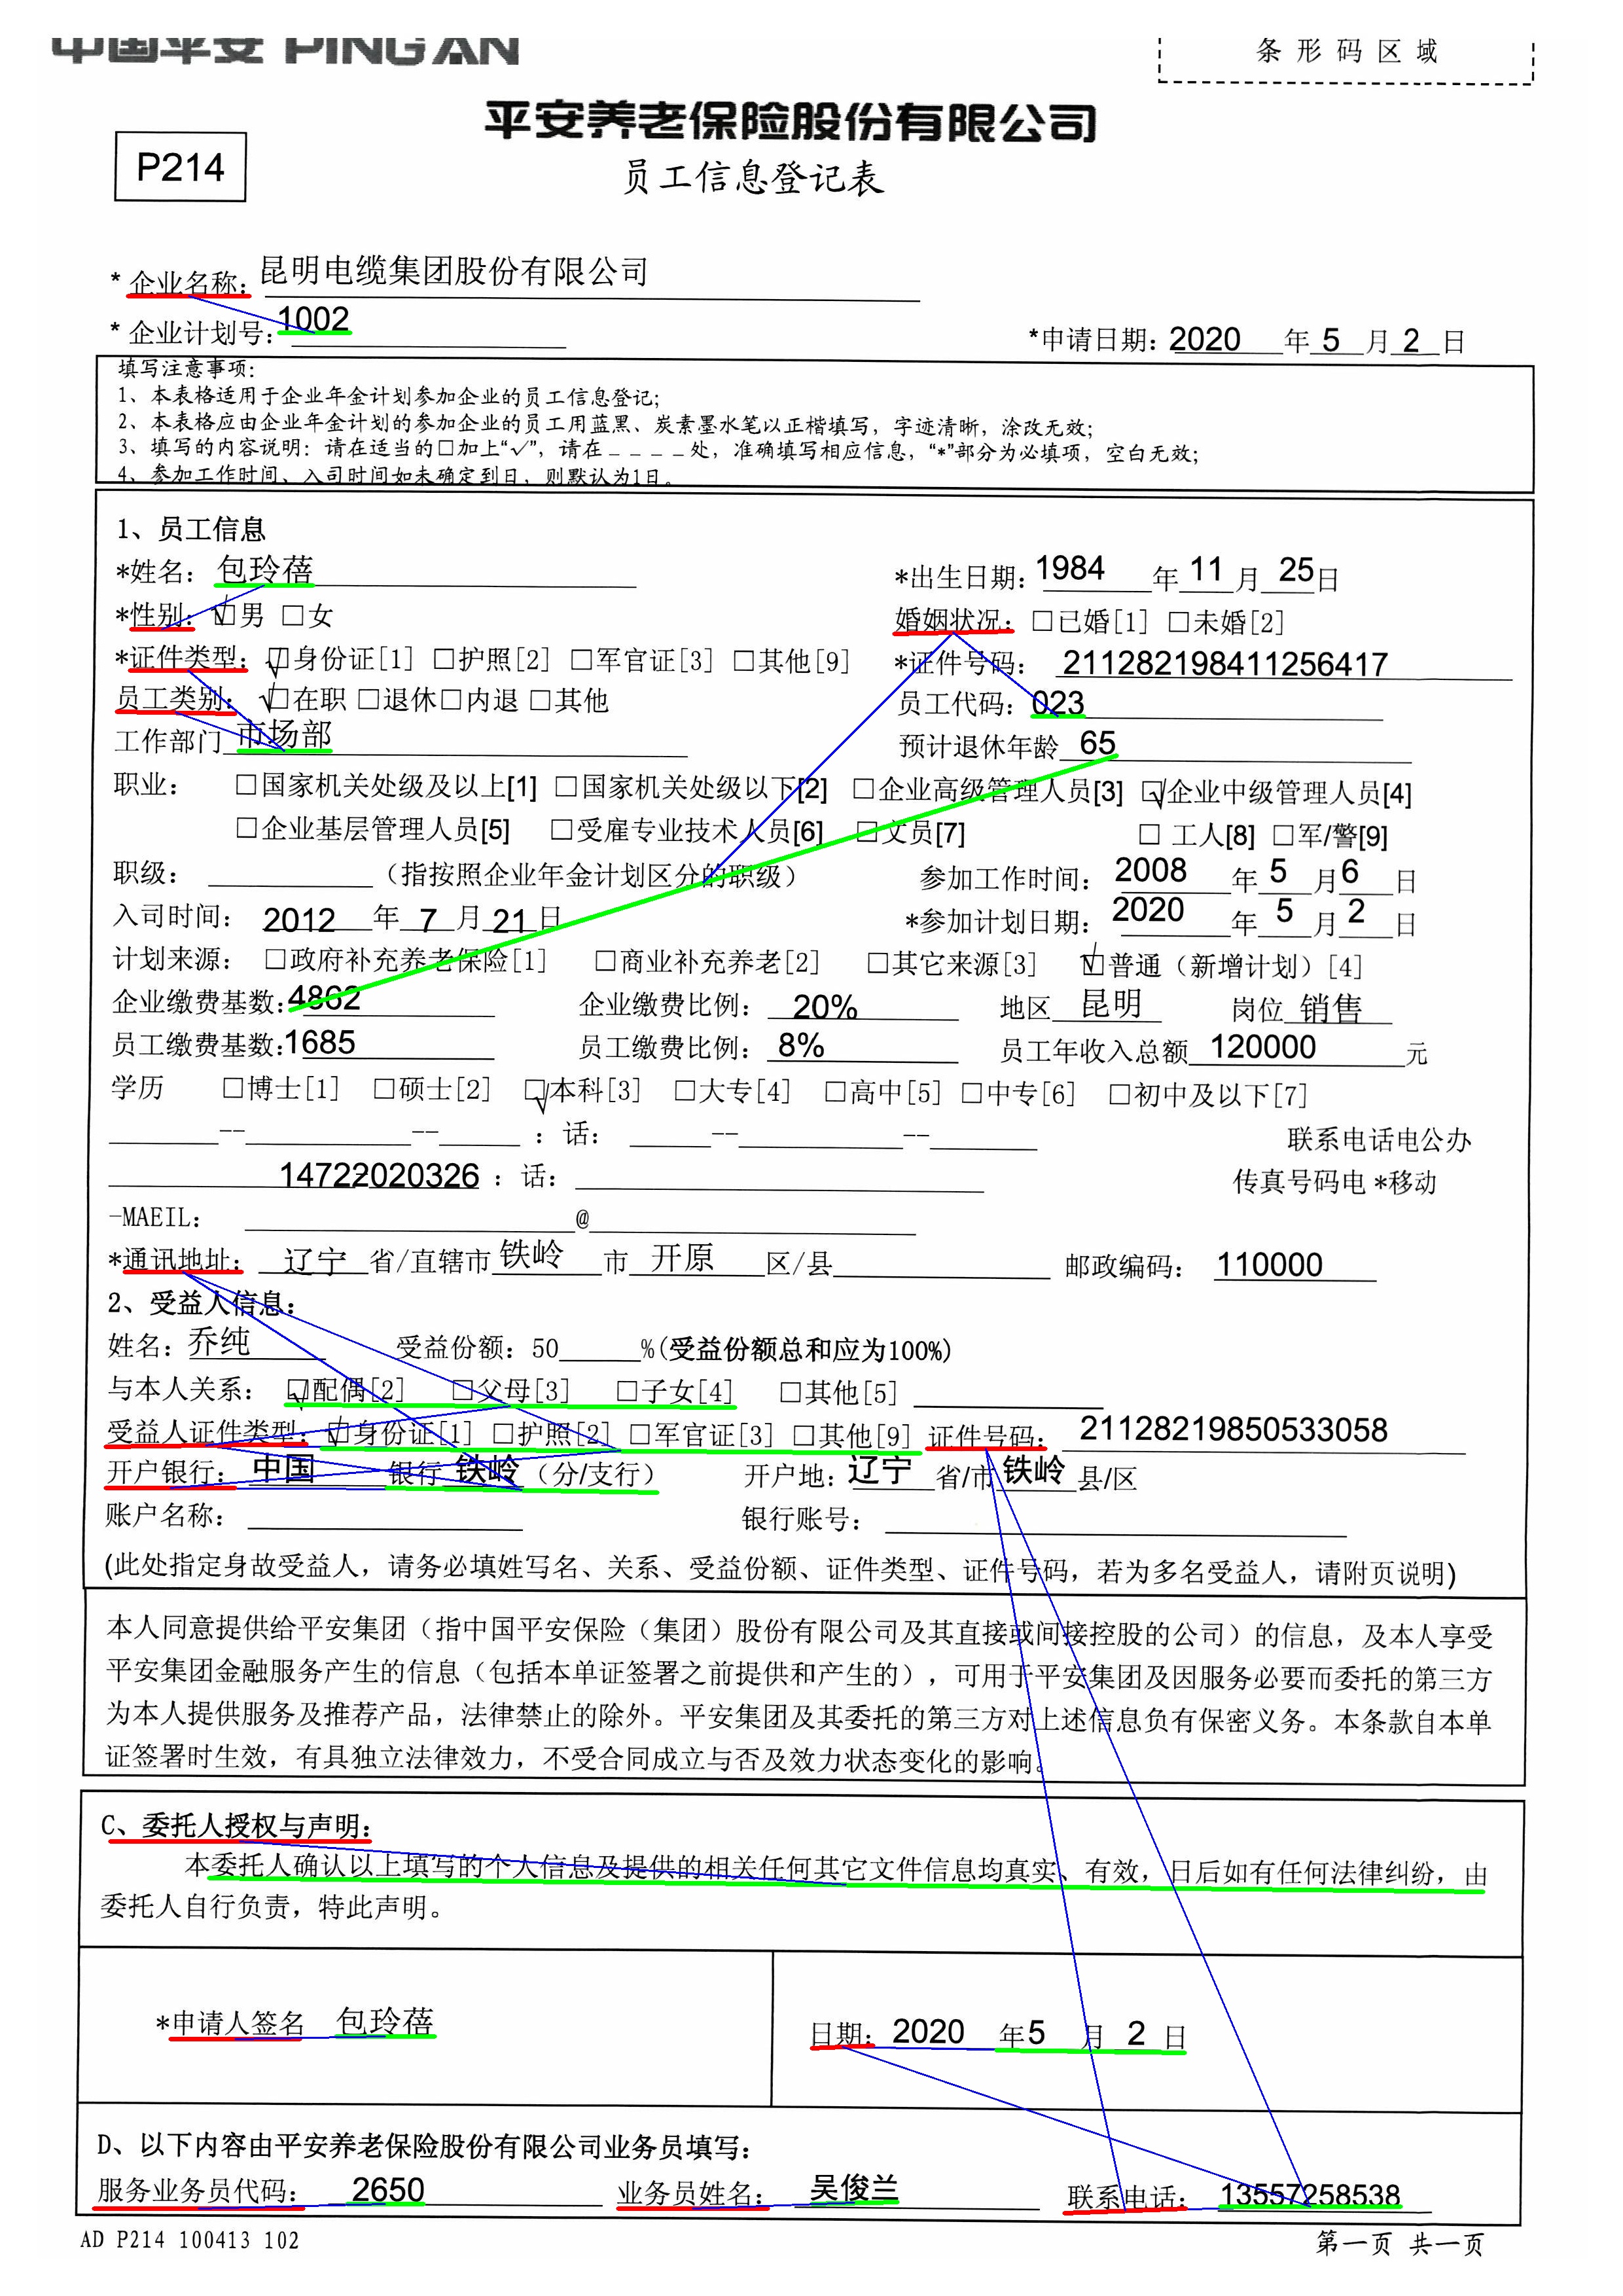 中国平安 PING AN
条形码区域
平安养老保险股份有限公司
P214
员工信息登记表
* 企业名称: 昆明电缆集团股份有限公司
* 企业计划号: 1002 *申请日期: 2020 年 5 月 2 日
填写注意事项:
1、本表格适用于企业年金计划参加企业的员工信息登记;
2、本表格应由企业年金计划的参加企业的员工用蓝黑、炭素墨水笔以正楷填写，字迹清晰，涂改无效;
3、填写的内容说明: 请在适当的□加上“√”, 请在____处，准确填写相应信息，“*”部分为必填项，空白无效;
4、参加工作时间、入司时间如未确定到日，则默认为1日。
1、员工信息
*姓名: 包玲蓓 *出生日期: 1984 年 11 月 25 日
*性别: √□男 □女 婚姻状况: □已婚[1] □未婚[2]
*证件类型: √□身份证[1] □护照[2] □军官证[3] □其他[9] *证件号码: 211282198411256417
员工类别: √□在职 □退休□内退 □其他 员工代码: 023
工作部门 市场部 预计退休年龄 65
职业: □国家机关处级及以上[1] □国家机关处级以下[2] □企业高级管理人员[3] √□企业中级管理人员[4]
□企业基层管理人员[5] □受雇专业技术人员[6] □文员[7] □ 工人[8] □军/警[9]
职级: ________（指按照企业年金计划区分的职级） 参加工作时间: 2008 年 5 月 6 日
入司时间: 2012 年 7 月 21 日 *参加计划日期: 2020 年 5 月 2 日
计划来源: □政府补充养老保险[1] □商业补充养老[2] □其它来源[3] √□普通（新增计划）[4]
企业缴费基数: 4862 企业缴费比例: 20% 地区 昆明 岗位 销售
员工缴费基数: 1685 员工缴费比例: 8% 员工年收入总额 120000 元
学历 □博士[1] □硕士[2] √□本科[3] □大专[4] □高中[5] □中专[6] □初中及以下[7]
______--________--____ : 话: ____--________--______ 联系电话电公办
14722020326 : 话: ____________ 传真号码电 *移动
-MAEIL: ____________@____________
*通讯地址: 辽宁 省/直辖市 铁岭 市 开原 区/县________ 邮政编码: 110000
2、受益人信息:
姓名: 乔纯 受益份额: 50____%(受益份额总和应为100%)
与本人关系: √□配偶[2] □父母[3] □子女[4] □其他[5] ________
受益人证件类型: √□身份证[1] □护照[2] □军官证[3] □其他[9] 证件号码: 21128219850533058
开户银行: 中国 银行 铁岭（分/支行） 开户地: 辽宁 省/市 铁岭 县/区
账户名称: ____________ 银行账号: ____________
(此处指定身故受益人，请务必填姓写名、关系、受益份额、证件类型、证件号码，若为多名受益人，请附页说明)
本人同意提供给平安集团（指中国平安保险（集团）股份有限公司及其直接或间接控股的公司）的信息，及本人享受
平安集团金融服务产生的信息（包括本单证签署之前提供和产生的），可用于平安集团及因服务必要而委托的第三方
为本人提供服务及推荐产品，法律禁止的除外。平安集团及其委托的第三方对上述信息负有保密义务。本条款自本单
证签署时生效，有具独立法律效力，不受合同成立与否及效力状态变化的影响。
C、委托人授权与声明:
本委托人确认以上填写的个人信息及提供的相关任何其它文件信息均真实、有效，日后如有任何法律纠纷，由
委托人自行负责，特此声明。
*申请人签名 包玲蓓 日期: 2020 年 5 月 2 日
D、以下内容由平安养老保险股份有限公司业务员填写:
服务业务员代码: 2650 业务员姓名: 吴俊兰 联系电话: 13557258538
AD P214 100413 102 第一页 共一页